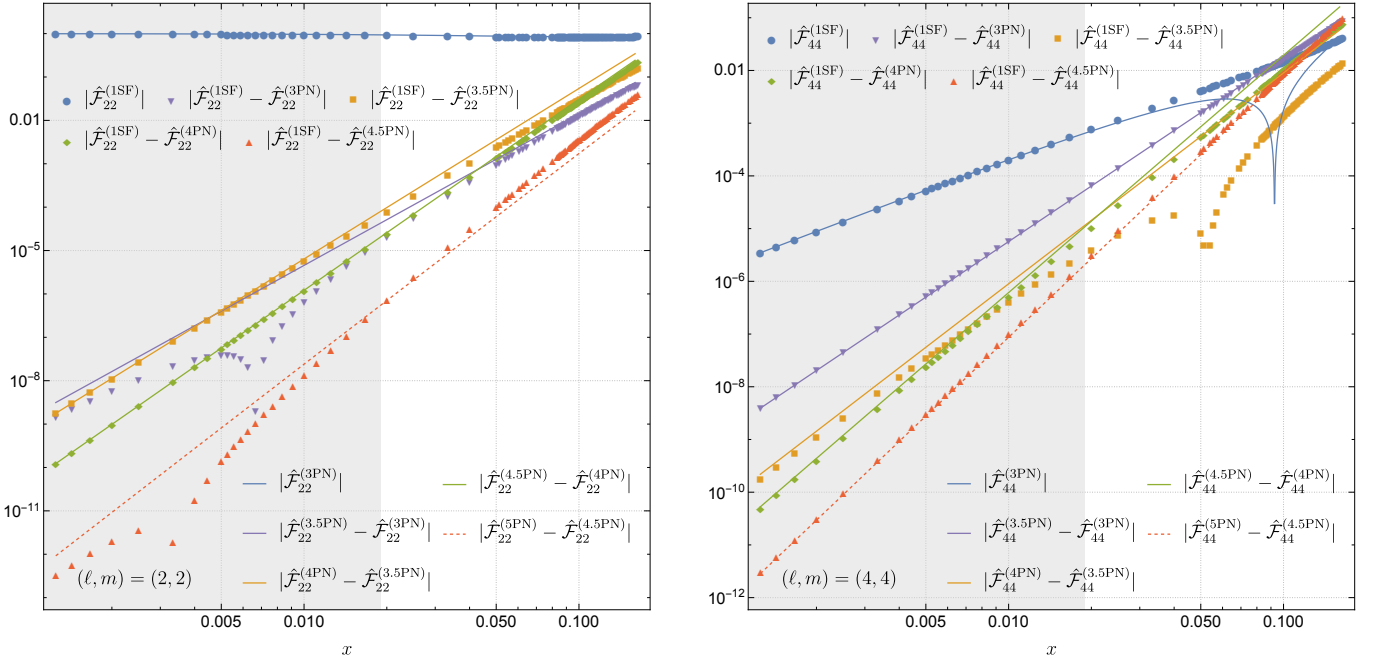 |𝓕̂₂₂^(1SF)| |𝓕̂₂₂^(1SF) − 𝓕̂₂₂^(3PN)| |𝓕̂₂₂^(1SF) − 𝓕̂₂₂^(3.5PN)|
0.01
|𝓕̂₂₂^(1SF) − 𝓕̂₂₂^(4PN)| |𝓕̂₂₂^(1SF) − 𝓕̂₂₂^(4.5PN)|
10⁻⁵
10⁻⁸
|𝓕̂₂₂^(3PN)| |𝓕̂₂₂^(4.5PN) − 𝓕̂₂₂^(4PN)|
10⁻¹¹
|𝓕̂₂₂^(3.5PN) − 𝓕̂₂₂^(3PN)| |𝓕̂₂₂^(5PN) − 𝓕̂₂₂^(4.5PN)|
(ℓ, m) = (2, 2) |𝓕̂₂₂^(4PN) − 𝓕̂₂₂^(3.5PN)|
0.005 0.010 0.050 0.100
x
|𝓕̂₄₄^(1SF)| |𝓕̂₄₄^(1SF) − 𝓕̂₄₄^(3PN)| |𝓕̂₄₄^(1SF) − 𝓕̂₄₄^(3.5PN)|
0.01
|𝓕̂₄₄^(1SF) − 𝓕̂₄₄^(4PN)| |𝓕̂₄₄^(1SF) − 𝓕̂₄₄^(4.5PN)|
10⁻⁴
10⁻⁶
10⁻⁸
|𝓕̂₄₄^(3PN)| |𝓕̂₄₄^(4.5PN) − 𝓕̂₄₄^(4PN)|
10⁻¹⁰
|𝓕̂₄₄^(3.5PN) − 𝓕̂₄₄^(3PN)| |𝓕̂₄₄^(5PN) − 𝓕̂₄₄^(4.5PN)|
(ℓ, m) = (4, 4) |𝓕̂₄₄^(4PN) − 𝓕̂₄₄^(3.5PN)|
10⁻¹²
0.005 0.010 0.050 0.100
x